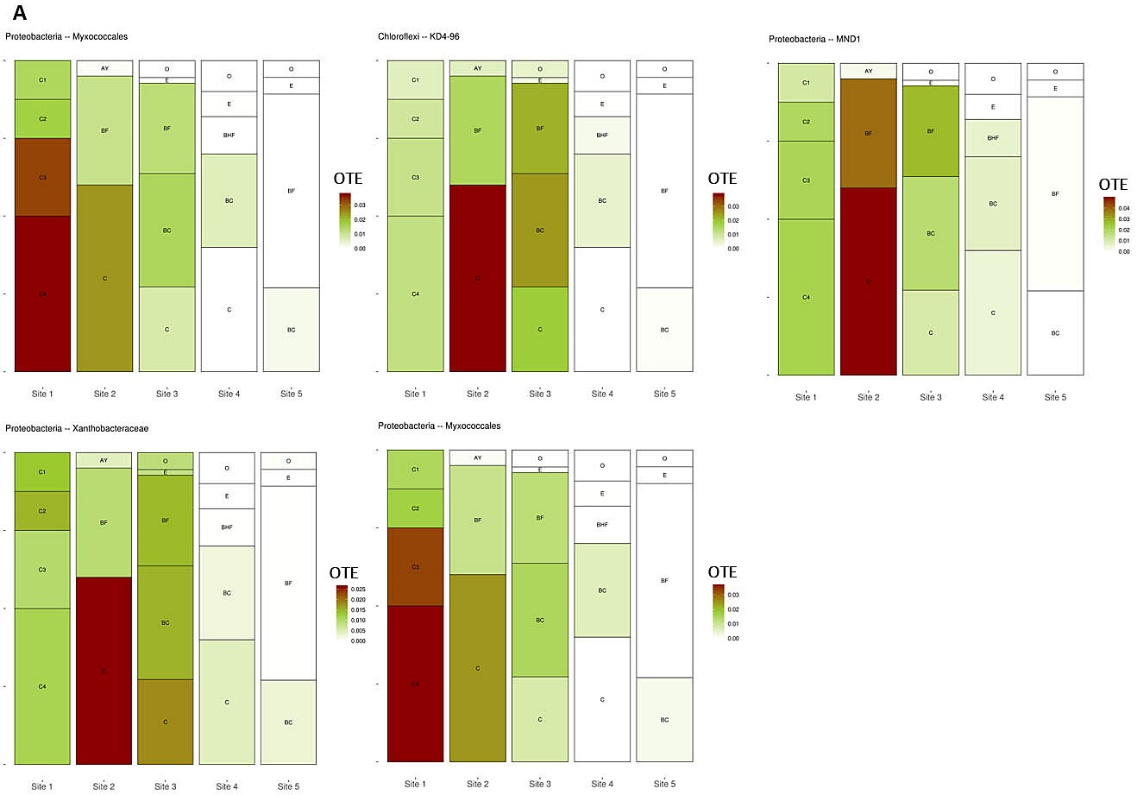 A
Proteobacteria -- Myxococcales
C1
C2
C3
C4
AY
BF
C
O
E
BF
BC
C
O
E
BHF
BC
C
O
E
BF
BC
OTE
0.03
0.02
0.01
0.00
Site 1 Site 2 Site 3 Site 4 Site 5
Chloroflexi -- KD4-96
C1
C2
C3
C4
AY
BF
C
O
E
BF
BC
C
O
E
BHF
BC
C
O
E
BF
BC
OTE
0.03
0.02
0.01
0.00
Site 1 Site 2 Site 3 Site 4 Site 5
Proteobacteria -- MND1
C1
C2
C3
C4
AY
BF
C
O
E
BF
BC
C
O
E
BHF
BC
C
O
E
BF
BC
OTE
0.04
0.03
0.02
0.01
0.00
Site 1 Site 2 Site 3 Site 4 Site 5
Proteobacteria -- Xanthobacteraceae
C1
C2
C3
C4
AY
BF
C
O
E
BF
BC
C
O
E
BHF
BC
C
O
E
BF
BC
OTE
0.025
0.020
0.015
0.010
0.005
0.000
Site 1 Site 2 Site 3 Site 4 Site 5
Proteobacteria -- Myxococcales
C1
C2
C3
C4
AY
BF
C
O
E
BF
BC
C
O
E
BHF
BC
C
O
E
BF
BC
OTE
0.03
0.02
0.01
0.00
Site 1 Site 2 Site 3 Site 4 Site 5